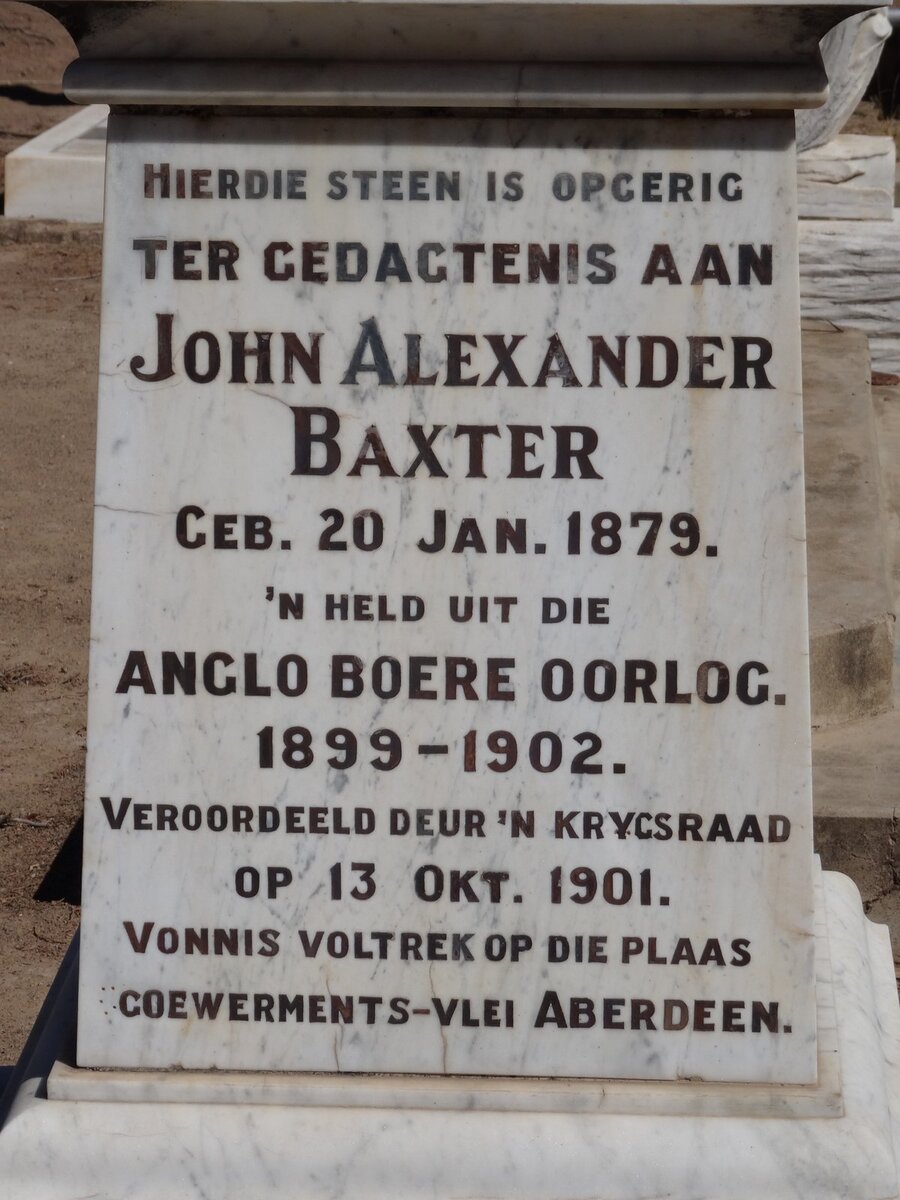 HIERDIE STEEN IS OPGERIG
TER GEDAGTENIS AAN
JOHN ALEXANDER
BAXTER
GEB. 20 JAN. 1879.
'N HELD UIT DIE
ANGLO BOERE OORLOG.
1899-1902.
VEROORDEELD DEUR 'N KRYGSRAAD
OP 13 OKT. 1901.
VONNIS VOLTREK OP DIE PLAAS
GOEWERMENTS-VLEI ABERDEEN.